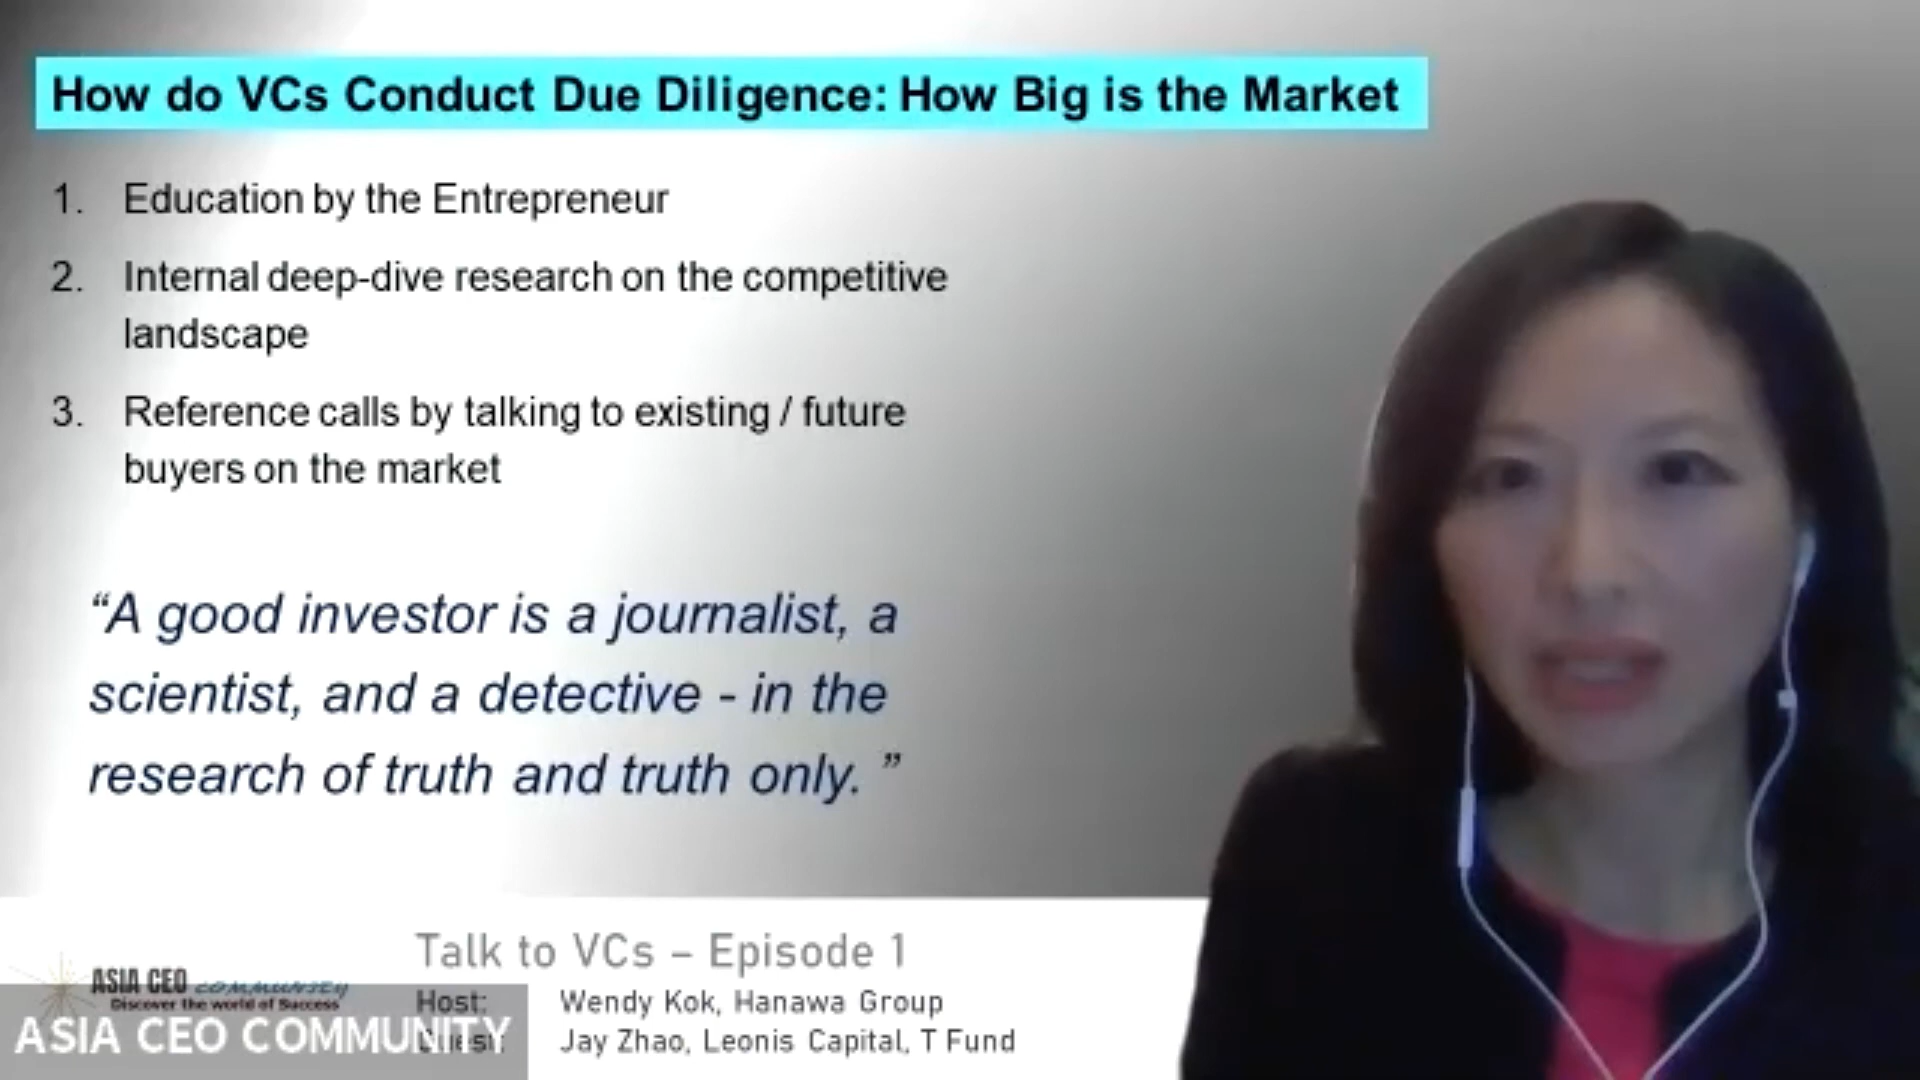 How do VCs Conduct Due Diligence: How Big is the Market
1. Education by the Entrepreneur
2. Internal deep-dive research on the competitive
landscape
3. Reference calls by talking to existing / future
buyers on the market
“A good investor is a journalist, a
scientist, and a detective - in the
research of truth and truth only. ”
Talk to VCs – Episode 1
ASIA CEO COMMUNITY
Discover the world of Success
Host: Wendy Kok, Hanawa Group
Guest: Jay Zhao, Leonis Capital, T Fund
ASIA CEO COMMUNITY